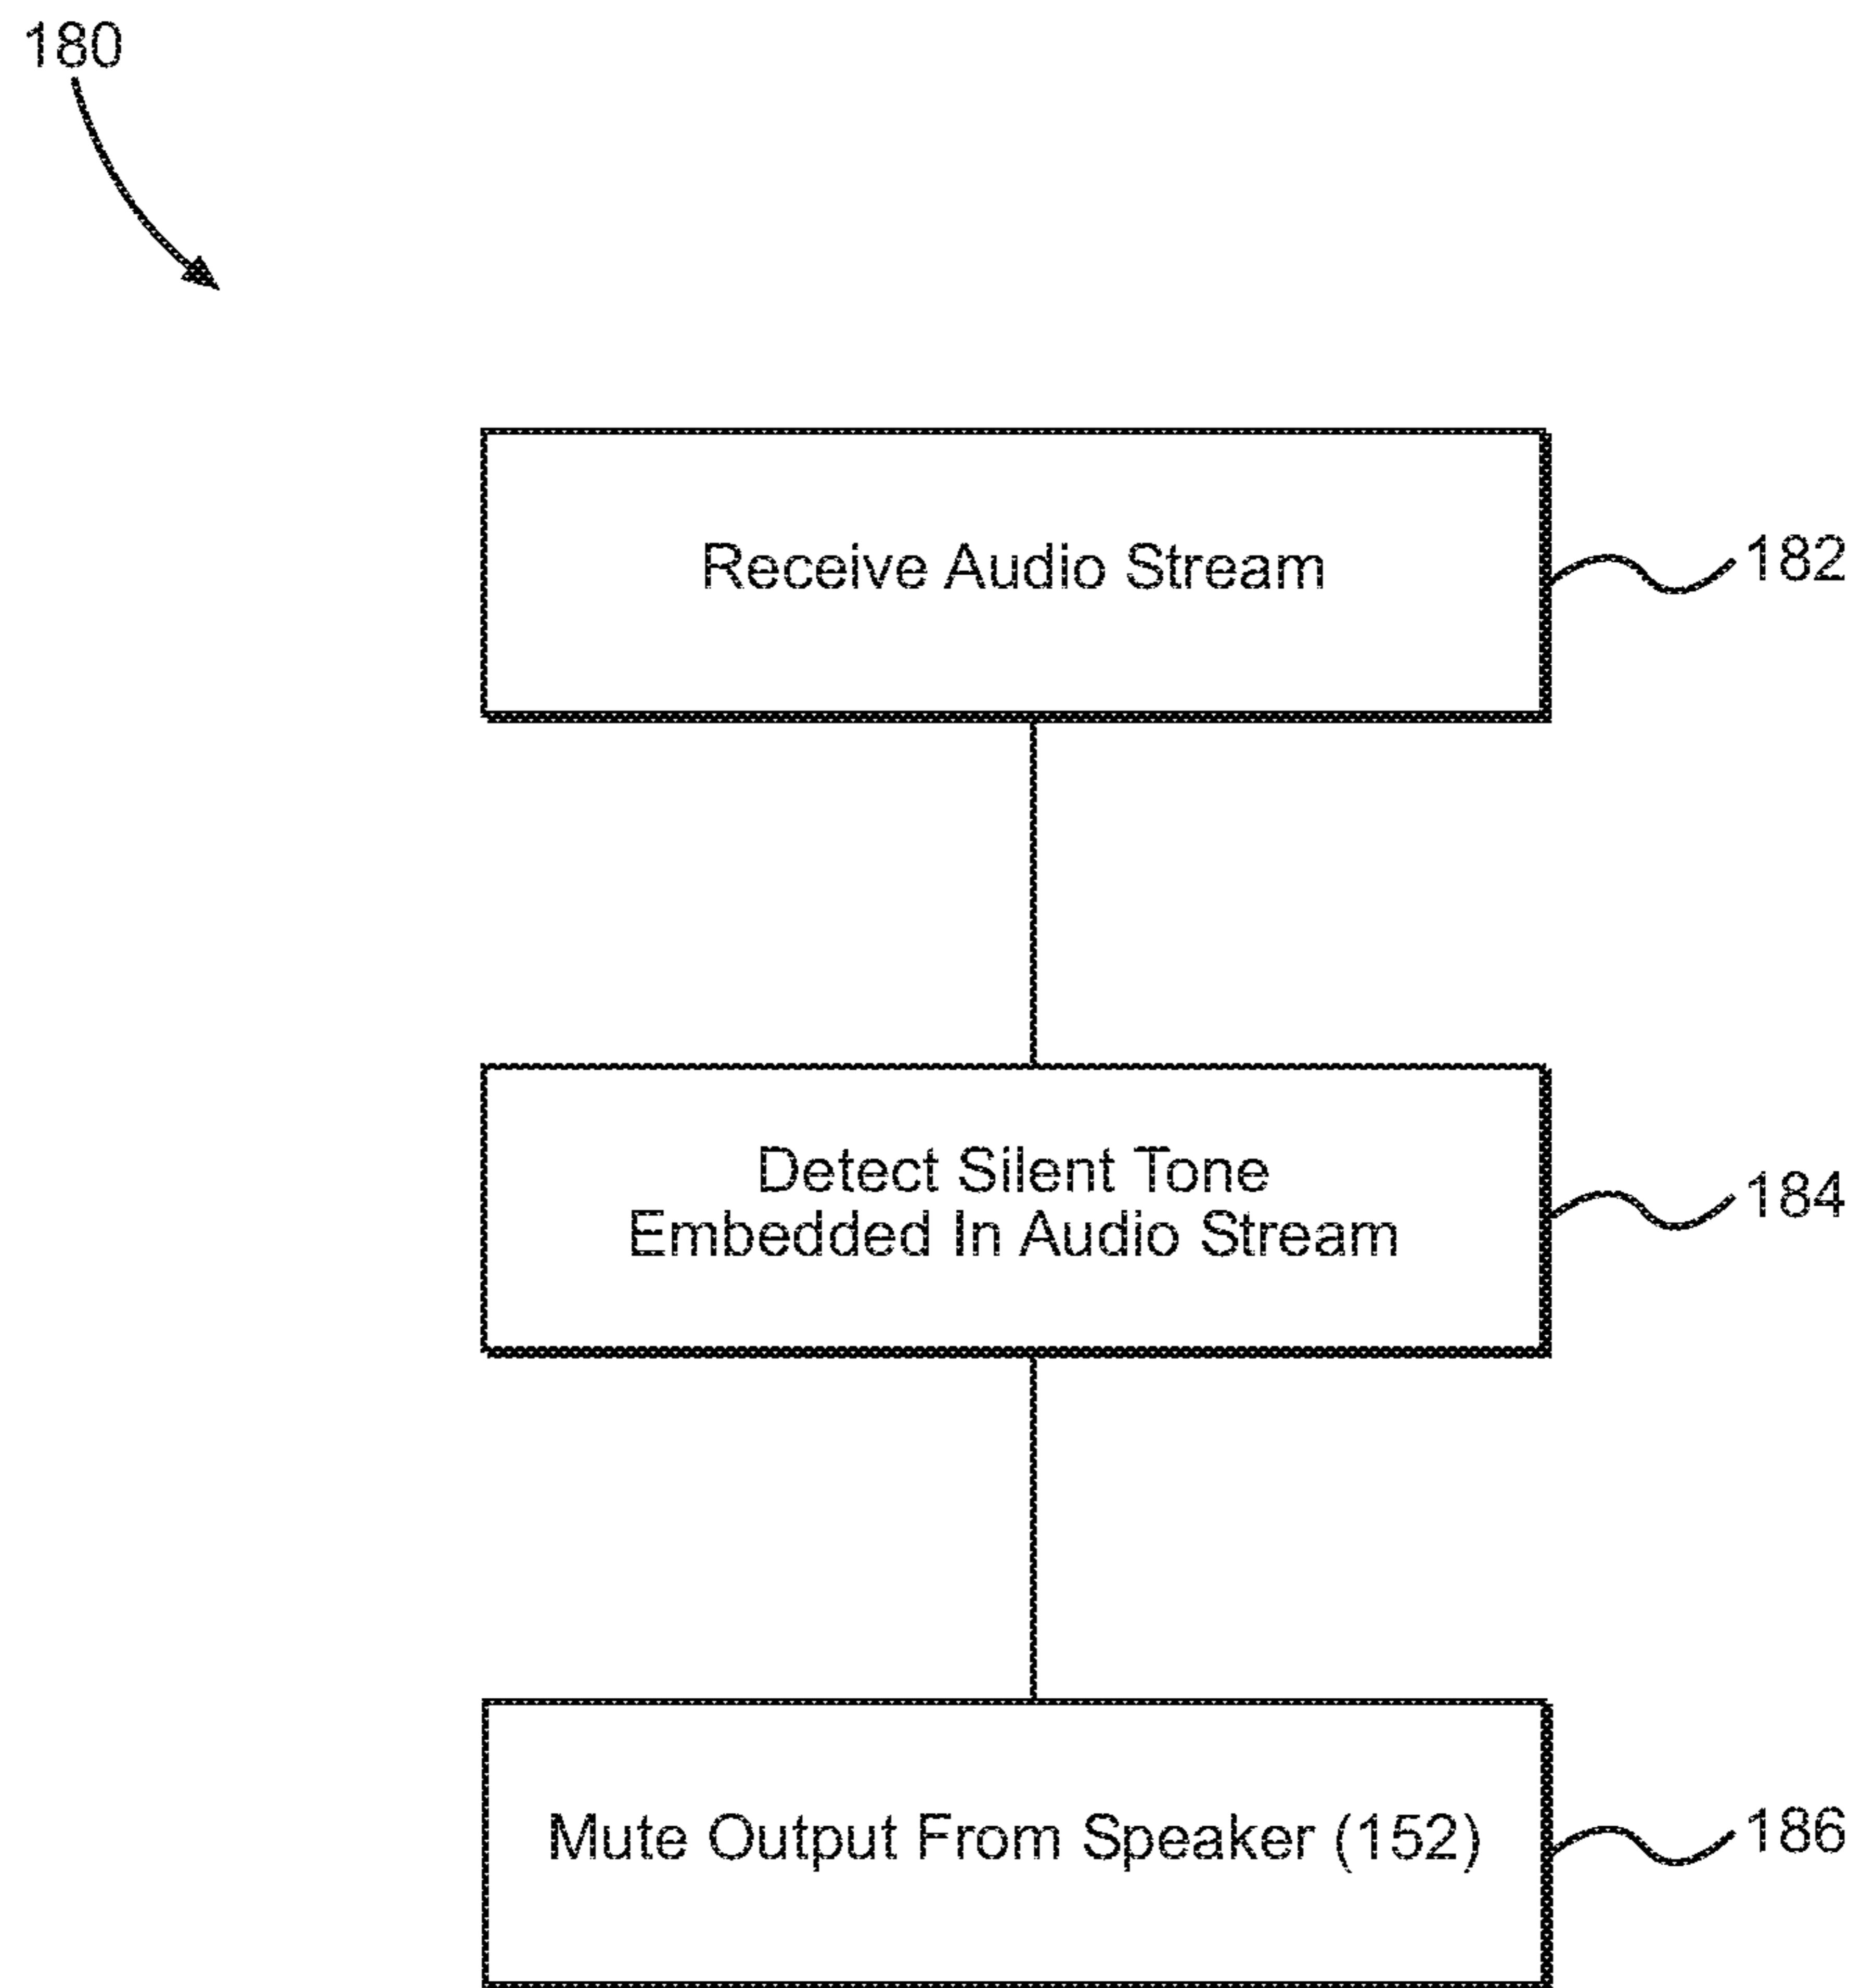 180
Receive Audio Stream
182
Detect Silent Tone
Embedded In Audio Stream
184
Mute Output From Speaker (152)
186